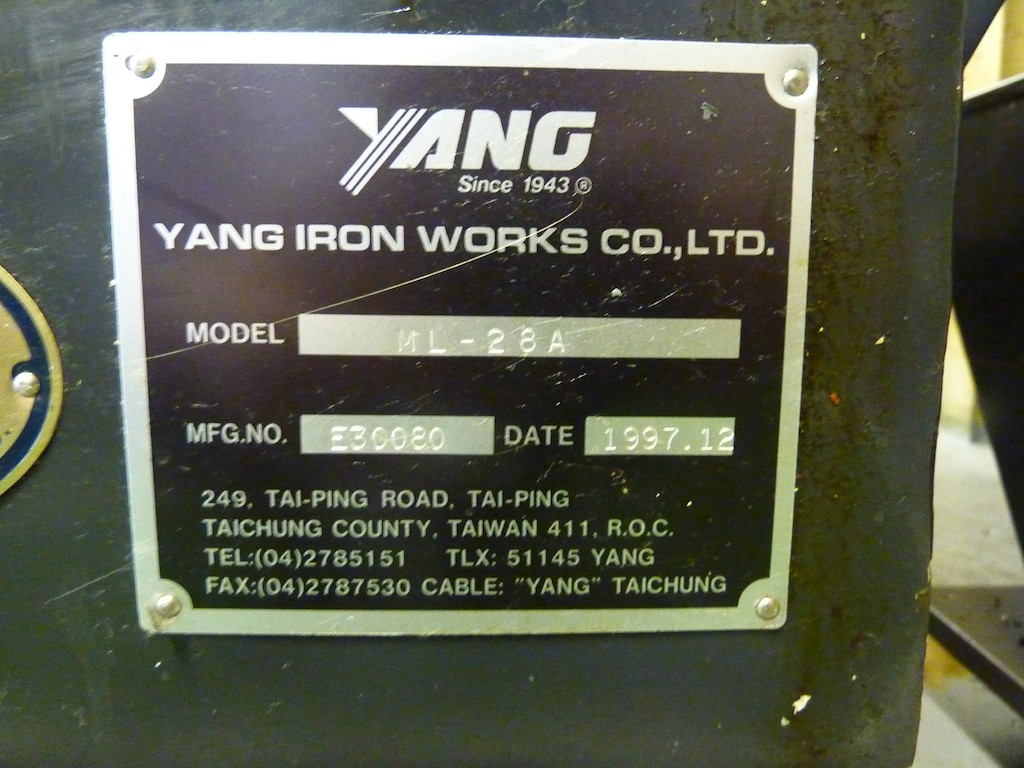 YANG
Since 1943 ®
YANG IRON WORKS CO.,LTD.
MODEL ML-28A
MFG.NO. E30080 DATE 1997.12
249, TAI-PING ROAD, TAI-PING
TAICHUNG COUNTY, TAIWAN 411, R.O.C.
TEL:(04)2785151 TLX: 51145 YANG
FAX:(04)2787530 CABLE: "YANG" TAICHUNG